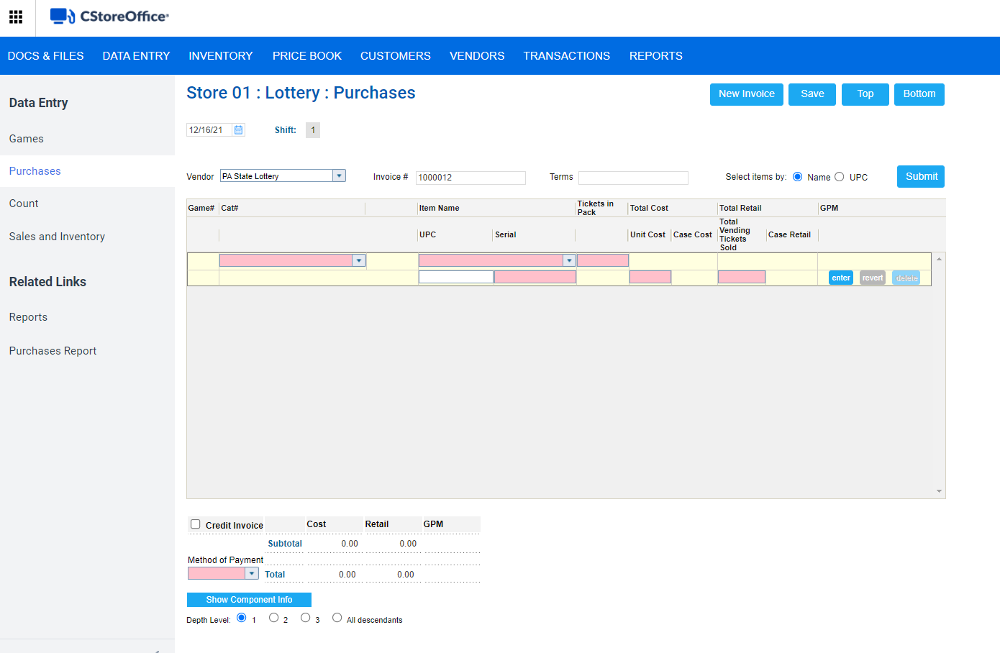 CStoreOffice®
DOCS & FILES DATA ENTRY INVENTORY PRICE BOOK CUSTOMERS VENDORS TRANSACTIONS REPORTS
Data Entry
Games
Purchases
Count
Sales and Inventory
Related Links
Reports
Purchases Report
Store 01 : Lottery : Purchases
New Invoice Save Top Bottom
12/16/21 Shift: 1
Vendor PA State Lottery Invoice # 1000012 Terms Select items by: Name UPC Submit
Game# Cat# Item Name Tickets in Pack Total Cost Total Retail GPM
UPC Serial Unit Cost Case Cost Total Vending Tickets Sold Case Retail
enter revert delete
Credit Invoice Cost Retail GPM
Subtotal 0.00 0.00
Method of Payment
Total 0.00 0.00
Show Component Info
Depth Level: 1 2 3 All descendants